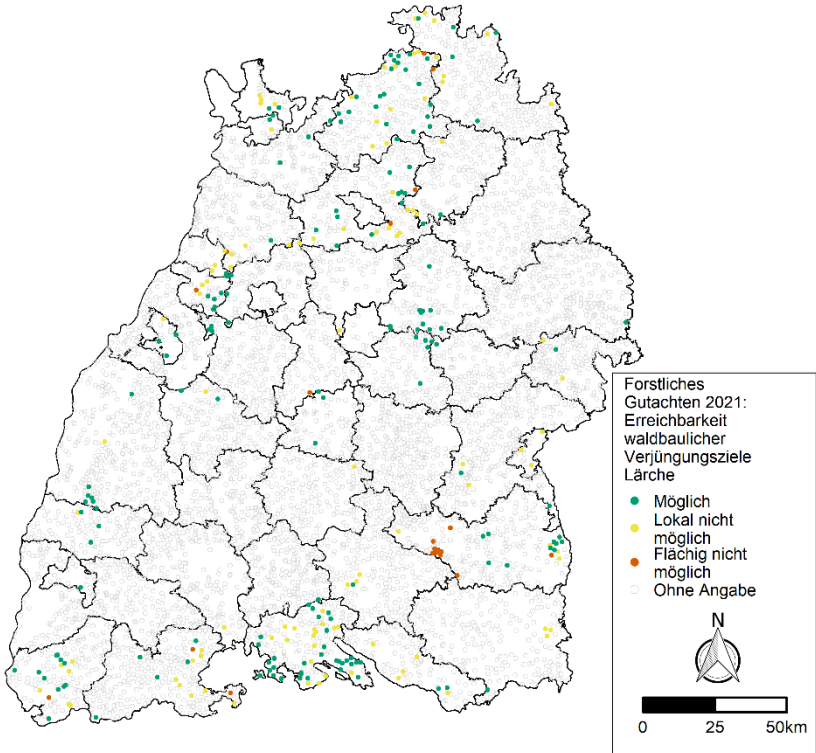 Forstliches
Gutachten 2021:
Erreichbarkeit
waldbaulicher
Verjüngungsziele
Lärche
Möglich
Lokal nicht
möglich
Flächig nicht
möglich
Ohne Angabe
N
0 25 50km